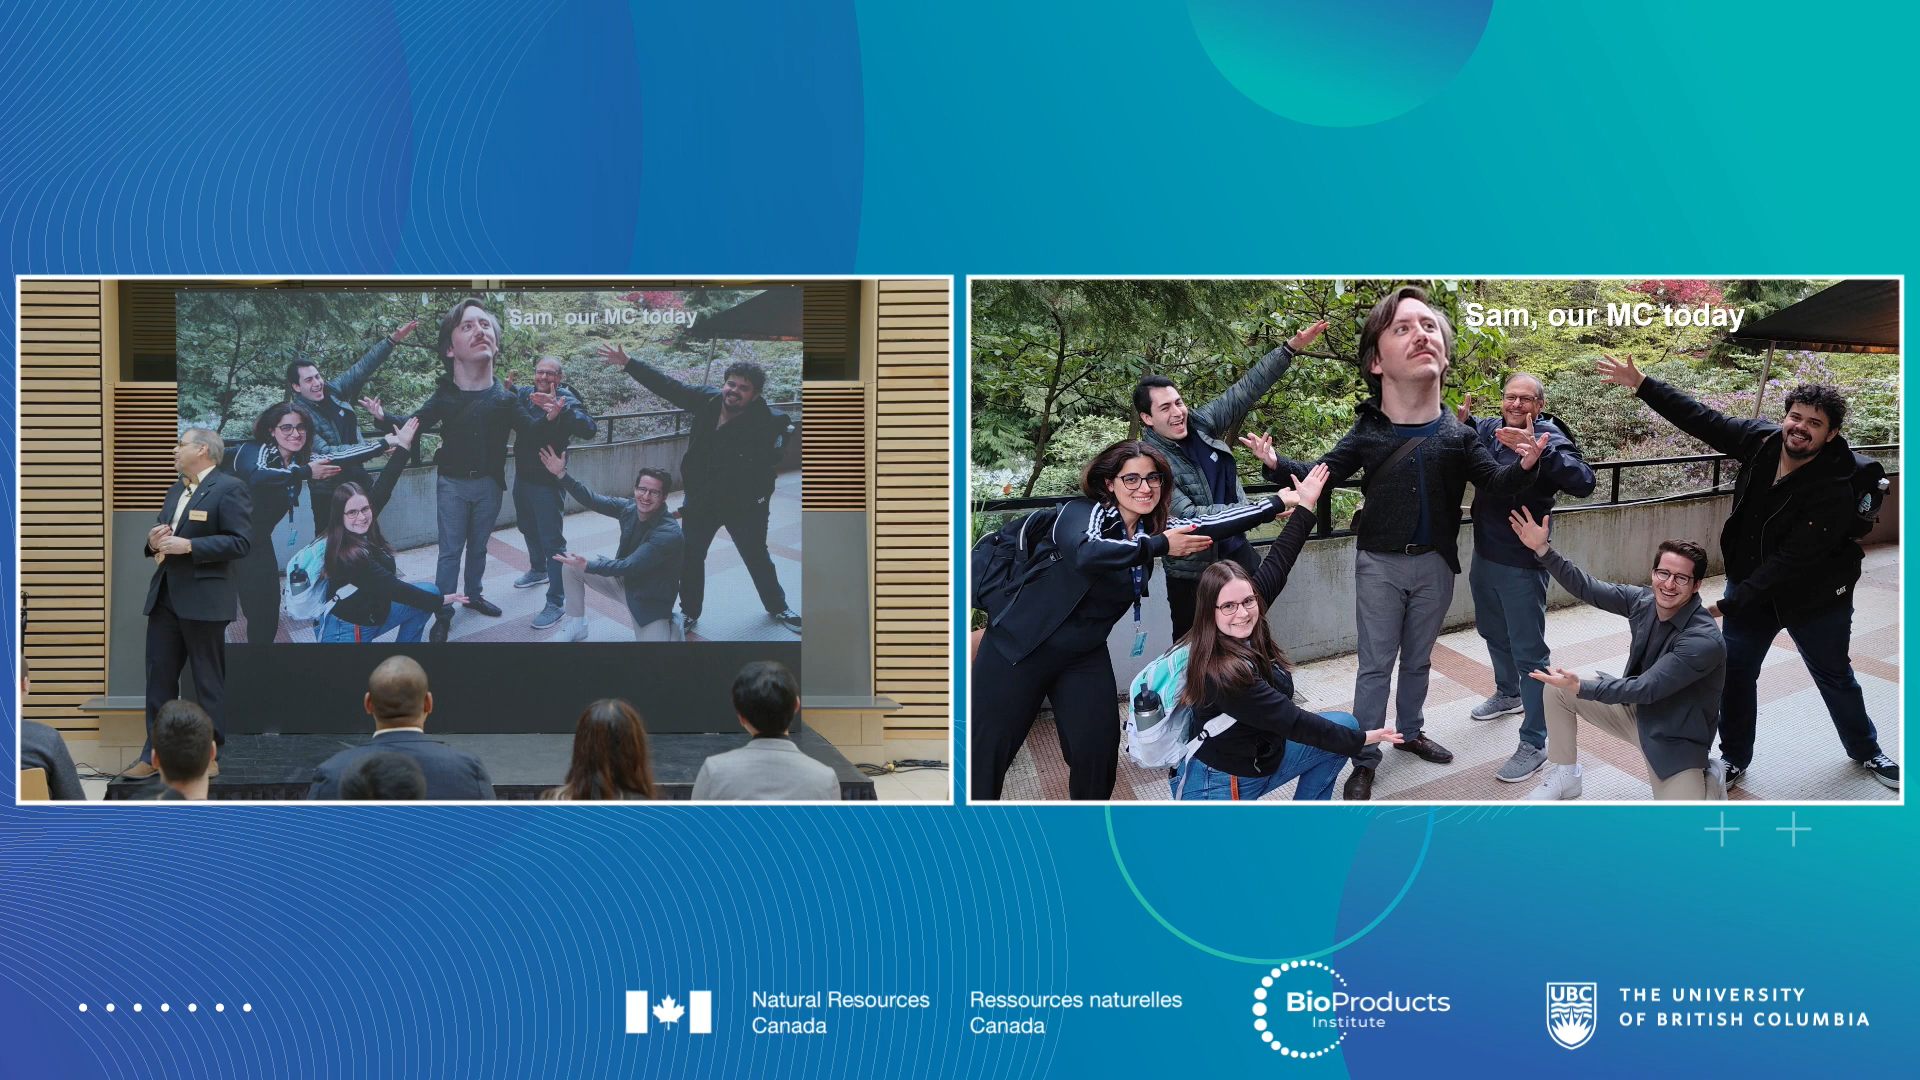 Sam, our MC today
Sam, our MC today
Natural Resources
Canada
Ressources naturelles
Canada
BioProducts
Institute
UBC
THE UNIVERSITY
OF BRITISH COLUMBIA